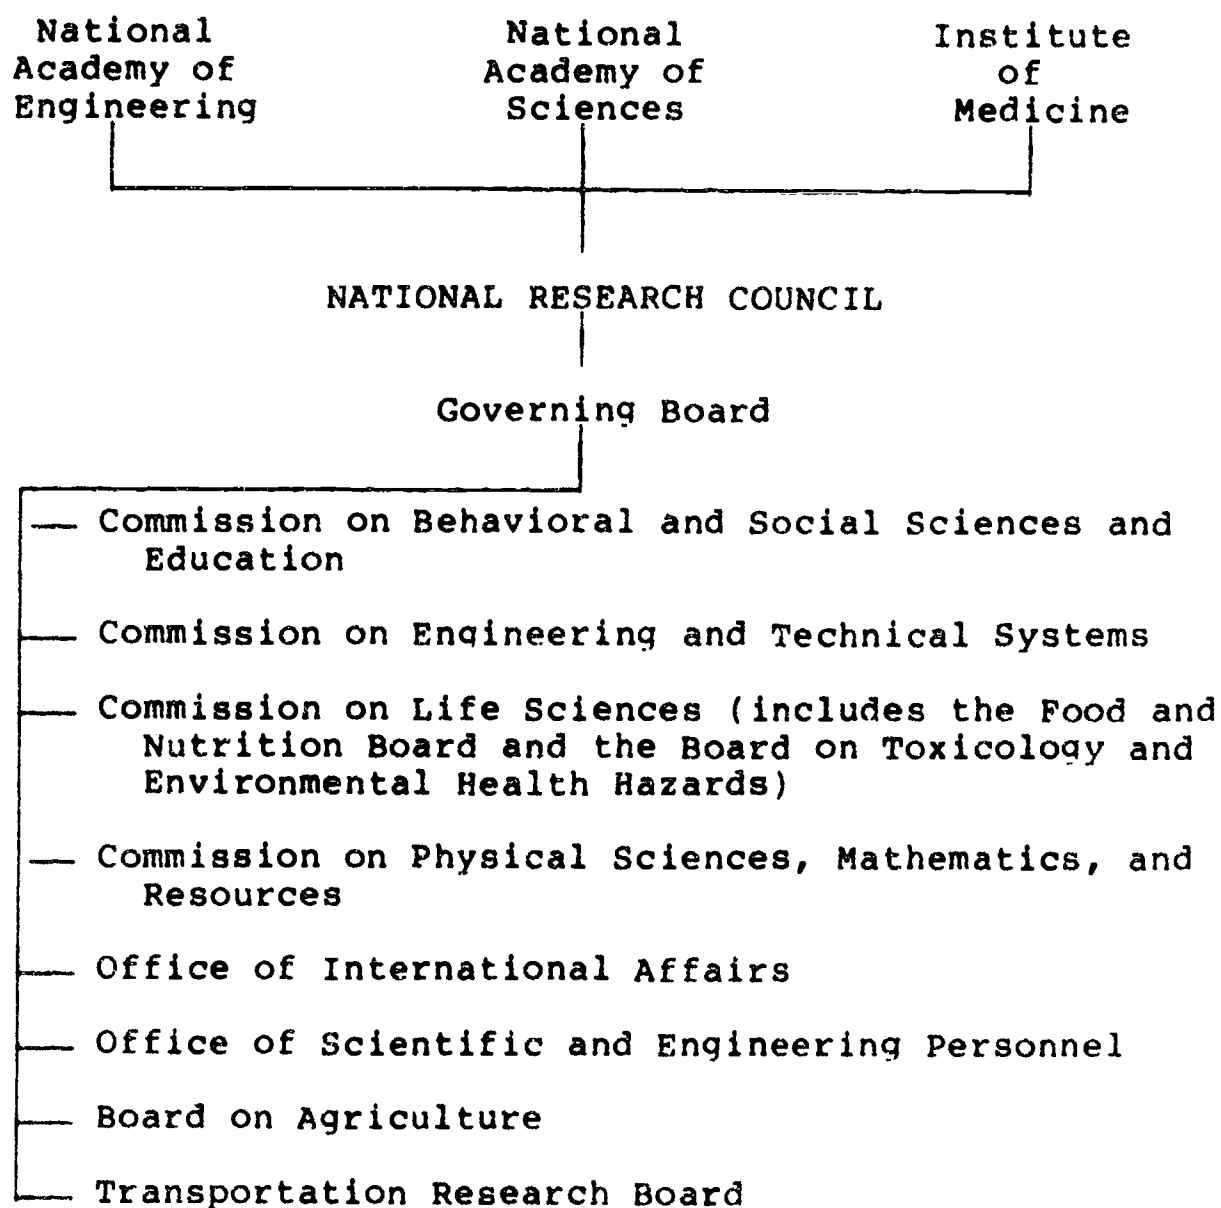 National
Academy of
Engineering
National
Academy of
Sciences
Institute
of
Medicine
NATIONAL RESEARCH COUNCIL
Governing Board
Commission on Behavioral and Social Sciences and
Education
Commission on Engineering and Technical Systems
Commission on Life Sciences (includes the Food and
Nutrition Board and the Board on Toxicology and
Environmental Health Hazards)
Commission on Physical Sciences, Mathematics, and
Resources
Office of International Affairs
Office of Scientific and Engineering Personnel
Board on Agriculture
Transportation Research Board